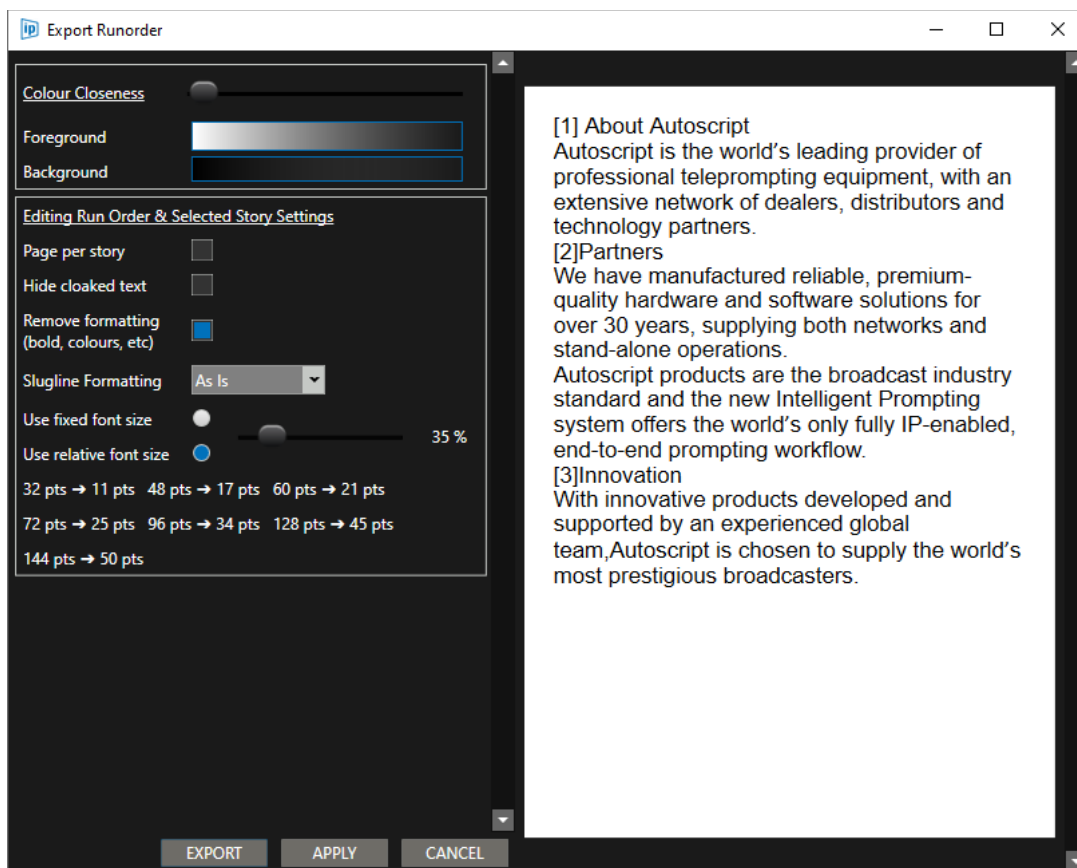 ip Export Runorder
Colour Closeness
Foreground
Background
Editing Run Order & Selected Story Settings
Page per story
Hide cloaked text
Remove formatting
(bold, colours, etc)
Slugline Formatting As Is
Use fixed font size
35 %
Use relative font size
32 pts → 11 pts 48 pts → 17 pts 60 pts → 21 pts
72 pts → 25 pts 96 pts → 34 pts 128 pts → 45 pts
144 pts → 50 pts
EXPORT APPLY CANCEL
[1] About Autoscript
Autoscript is the world's leading provider of
professional teleprompting equipment, with an
extensive network of dealers, distributors and
technology partners.
[2]Partners
We have manufactured reliable, premium-
quality hardware and software solutions for
over 30 years, supplying both networks and
stand-alone operations.
Autoscript products are the broadcast industry
standard and the new Intelligent Prompting
system offers the world's only fully IP-enabled,
end-to-end prompting workflow.
[3]Innovation
With innovative products developed and
supported by an experienced global
team,Autoscript is chosen to supply the world's
most prestigious broadcasters.